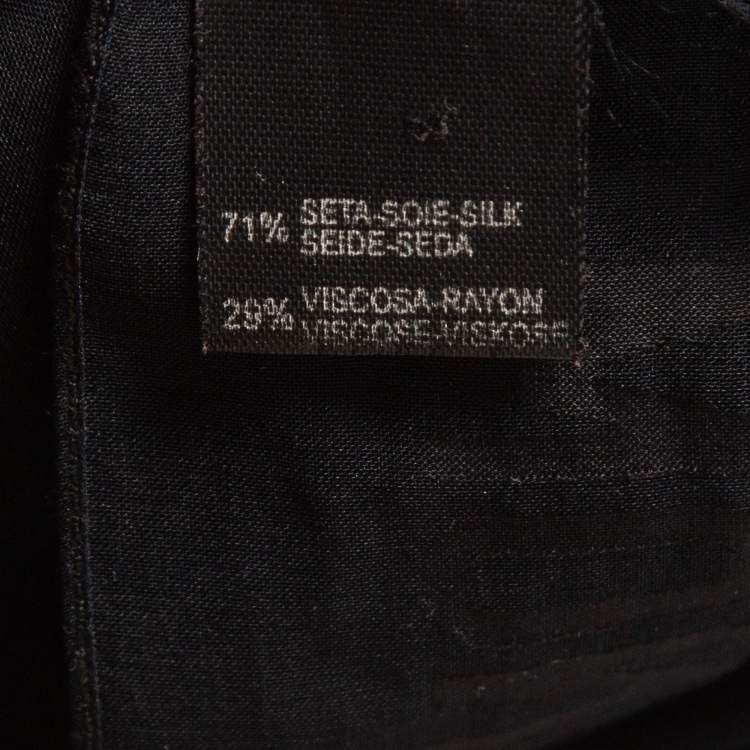 71% SETA-SOIE-SILK
SEIDE-SEDA
29% VISCOSA-RAYON
VISCOSE-VISKOSE